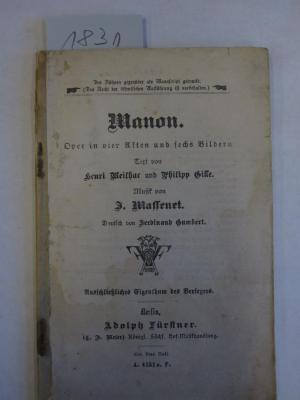 1831
Den Bühnen gegenüber als Manuscript gedruckt.
(Das Recht der öffentlichen Aufführung ist vorbehalten.)
Manon.
Oper in vier Akten und sechs Bildern
Text von
Henri Meilhac und Philipp Gille.
Musik von
J. Massenet.
Deutsch von Ferdinand Gumbert.
Ausschließliches Eigenthum des Verlegers.
Berlin,
Adolph Fürstner.
(C. F. Meser) Königl. Sächs. Hof-Musikhandlung.